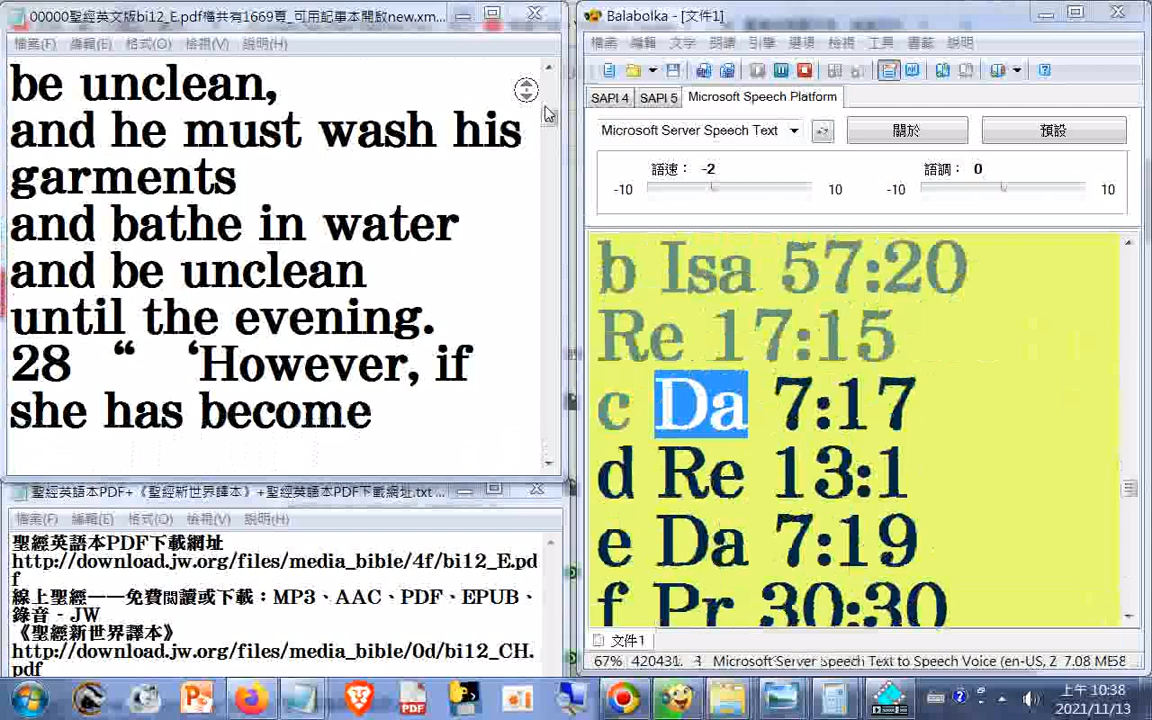 00000聖經英文版bi12_E.pdf檔共有1669頁_可用記事本開啟new.xm...
檔案(F) 編輯(E) 格式(O) 檢視(V) 說明(H)
be unclean,
and he must wash his
garments
and bathe in water
and be unclean
until the evening.
28 “ ‘However, if
she has become
聖經英語本PDF+《聖經新世界譯本》+聖經英語本PDF下載網址.txt ...
檔案(F) 編輯(E) 格式(O) 檢視(V) 說明(H)
聖經英語本PDF下載網址
http://download.jw.org/files/media_bible/4f/bi12_E.pd
f
線上聖經——免費閱讀或下載：MP3、AAC、PDF、EPUB、
錄音 - JW
《聖經新世界譯本》
http://download.jw.org/files/media_bible/0d/bi12_CH.
pdf
Balabolka - [文件1]
檔案 編輯 文字 朗讀 引擎 選項 檢視 工具 書籤 說明
SAPI 4 SAPI 5 Microsoft Speech Platform
Microsoft Server Speech Text 關於 預設
語速： -2 語調： 0
-10 10 -10 10
b Isa 57:20
Re 17:15
c Da 7:17
d Re 13:1
e Da 7:19
f Pr 30:30
文件1
67% 420431. Microsoft Server Speech Text to Speech Voice (en-US, 7.08 ME
上午 10:38
2021/11/13